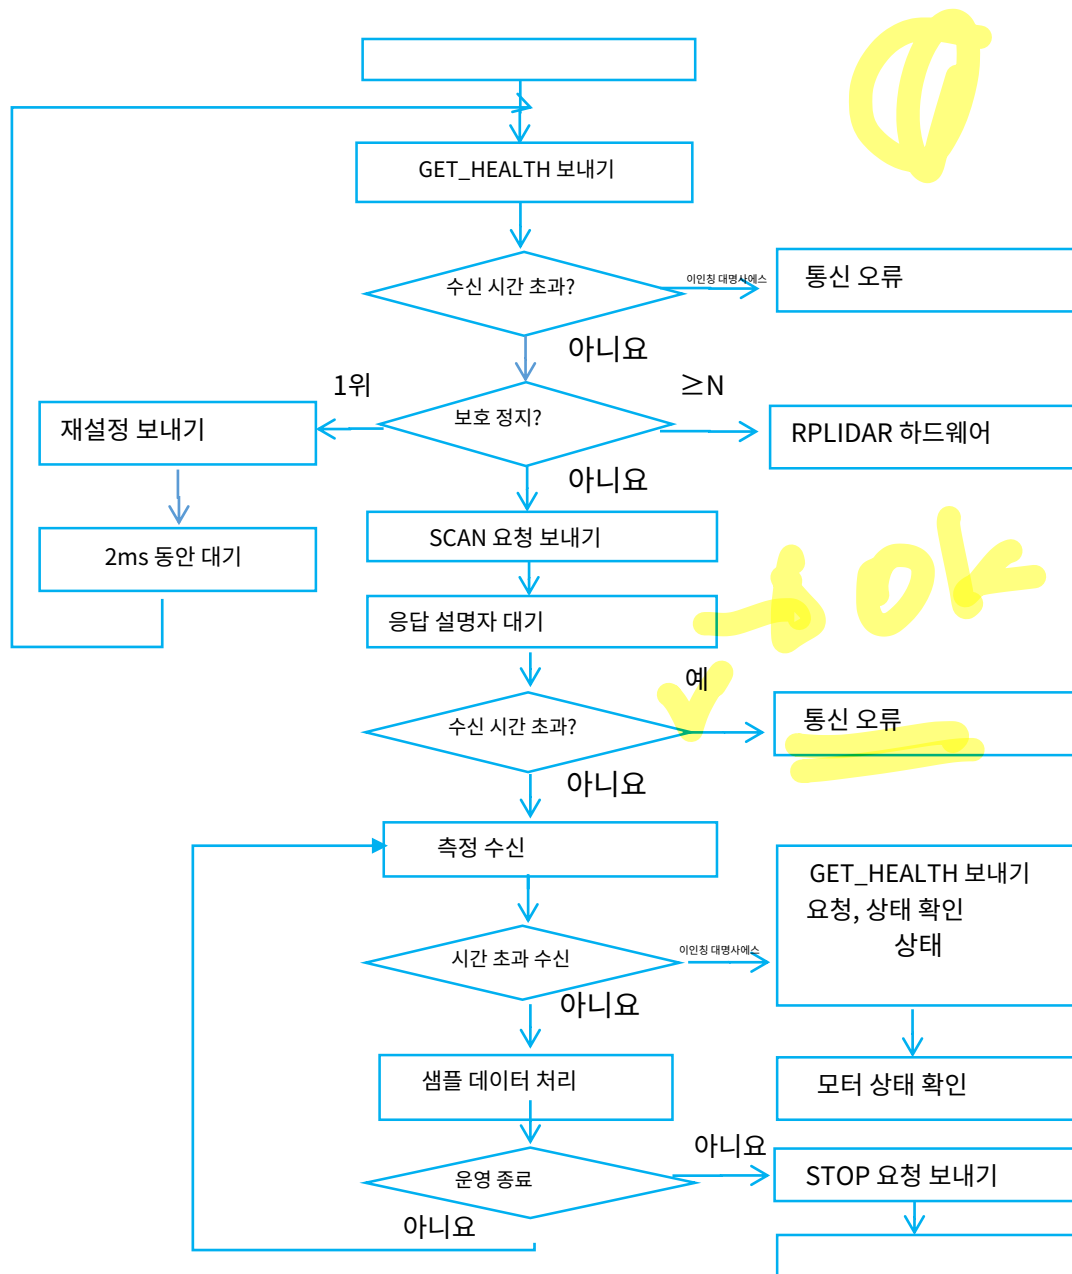 GET_HEALTH 보내기
수신 시간 초과?
이인칭 대명사에스
통신 오류
아니요
1위
≥N
재설정 보내기
보호 정지?
RPLIDAR 하드웨어
아니요
2ms 동안 대기
SCAN 요청 보내기
응답 설명자 대기
ok
예
수신 시간 초과?
통신 오류
아니요
측정 수신
GET_HEALTH 보내기
요청, 상태 확인
상태
시간 초과 수신
이인칭 대명사에스
아니요
샘플 데이터 처리
모터 상태 확인
아니요
운영 종료
STOP 요청 보내기
아니요